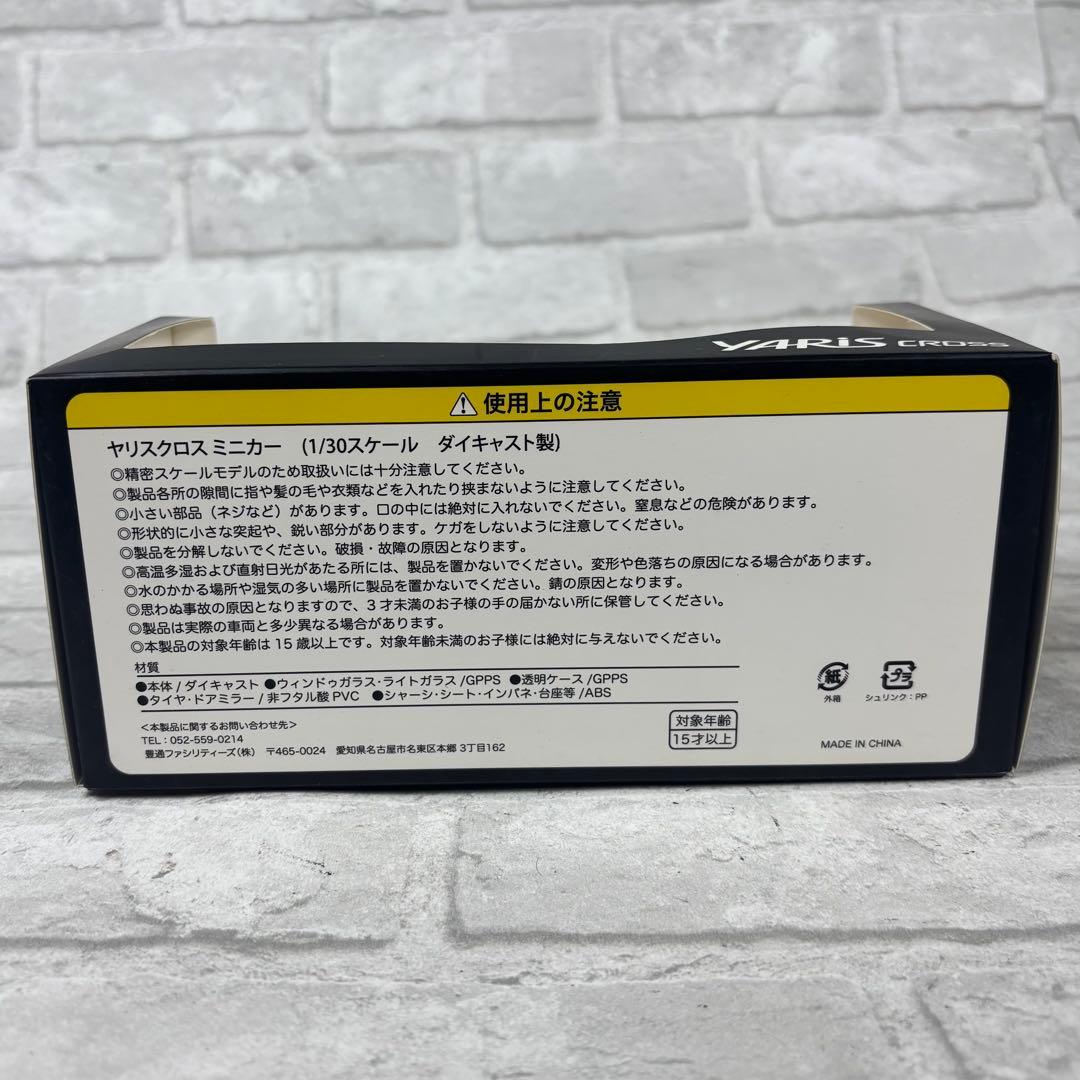 YARiS CROSS
⚠ 使用上の注意
ヤリスクロス ミニカー　(1/30スケール　ダイキャスト製)
◎精密スケールモデルのため取扱いには十分注意してください。
◎製品各所の隙間に指や髪の毛や衣類などを入れたり挟まないように注意してください。
◎小さい部品（ネジなど）があります。口の中には絶対に入れないでください。窒息などの危険があります。
◎形状的に小さな突起や、鋭い部分があります。ケガをしないように注意してください。
◎製品を分解しないでください。破損・故障の原因となります。
◎高温多湿および直射日光があたる所には、製品を置かないでください。変形や色落ちの原因になる場合があります。
◎水のかかる場所や湿気の多い場所に製品を置かないでください。錆の原因となります。
◎思わぬ事故の原因となりますので、３才未満のお子様の手の届かない所に保管してください。
◎製品は実際の車両と多少異なる場合があります。
◎本製品の対象年齢は 15 歳以上です。対象年齢未満のお子様には絶対に与えないでください。
材質
●本体 / ダイキャスト ●ウィンドゥガラス・ライトガラス /GPPS ●透明ケース /GPPS
●タイヤ・ドアミラー / 非フタル酸 PVC ●シャーシ・シート・インパネ・台座等 /ABS
紙
外箱
プラ
シュリンク：PP
<本製品に関するお問い合わせ先>
TEL : 052-559-0214
豊通ファシリティーズ(株)　〒465-0024　愛知県名古屋市名東区本郷 3丁目162
対象年齢
15才以上
MADE IN CHINA